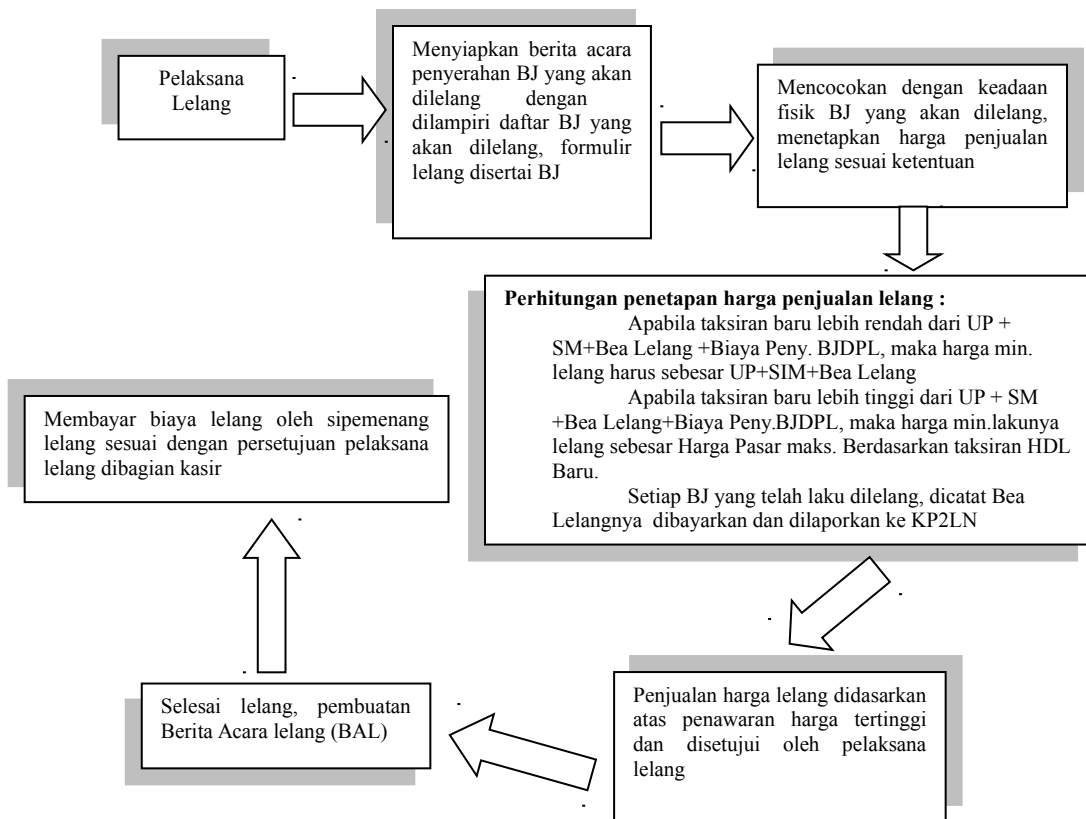 Pelaksana
Lelang
Menyiapkan berita acara
penyerahan BJ yang akan
dilelang dengan
dilampiri daftar BJ yang
akan dilelang, formulir
lelang disertai BJ
Mencocokan dengan keadaan
fisik BJ yang akan dilelang,
menetapkan harga penjualan
lelang sesuai ketentuan
Perhitungan penetapan harga penjualan lelang :
Apabila taksiran baru lebih rendah dari UP +
SM+Bea Lelang +Biaya Peny. BJDPL, maka harga min.
lelang harus sebesar UP+SIM+Bea Lelang
Apabila taksiran baru lebih tinggi dari UP + SM
+Bea Lelang+Biaya Peny.BJDPL, maka harga min.lakunya
lelang sebesar Harga Pasar maks. Berdasarkan taksiran HDL
Baru.
Setiap BJ yang telah laku dilelang, dicatat Bea
Lelangnya dibayarkan dan dilaporkan ke KP2LN
Penjualan harga lelang didasarkan
atas penawaran harga tertinggi
dan disetujui oleh pelaksana
lelang
Selesai lelang, pembuatan
Berita Acara lelang (BAL)
Membayar biaya lelang oleh sipemenang
lelang sesuai dengan persetujuan pelaksana
lelang dibagian kasir